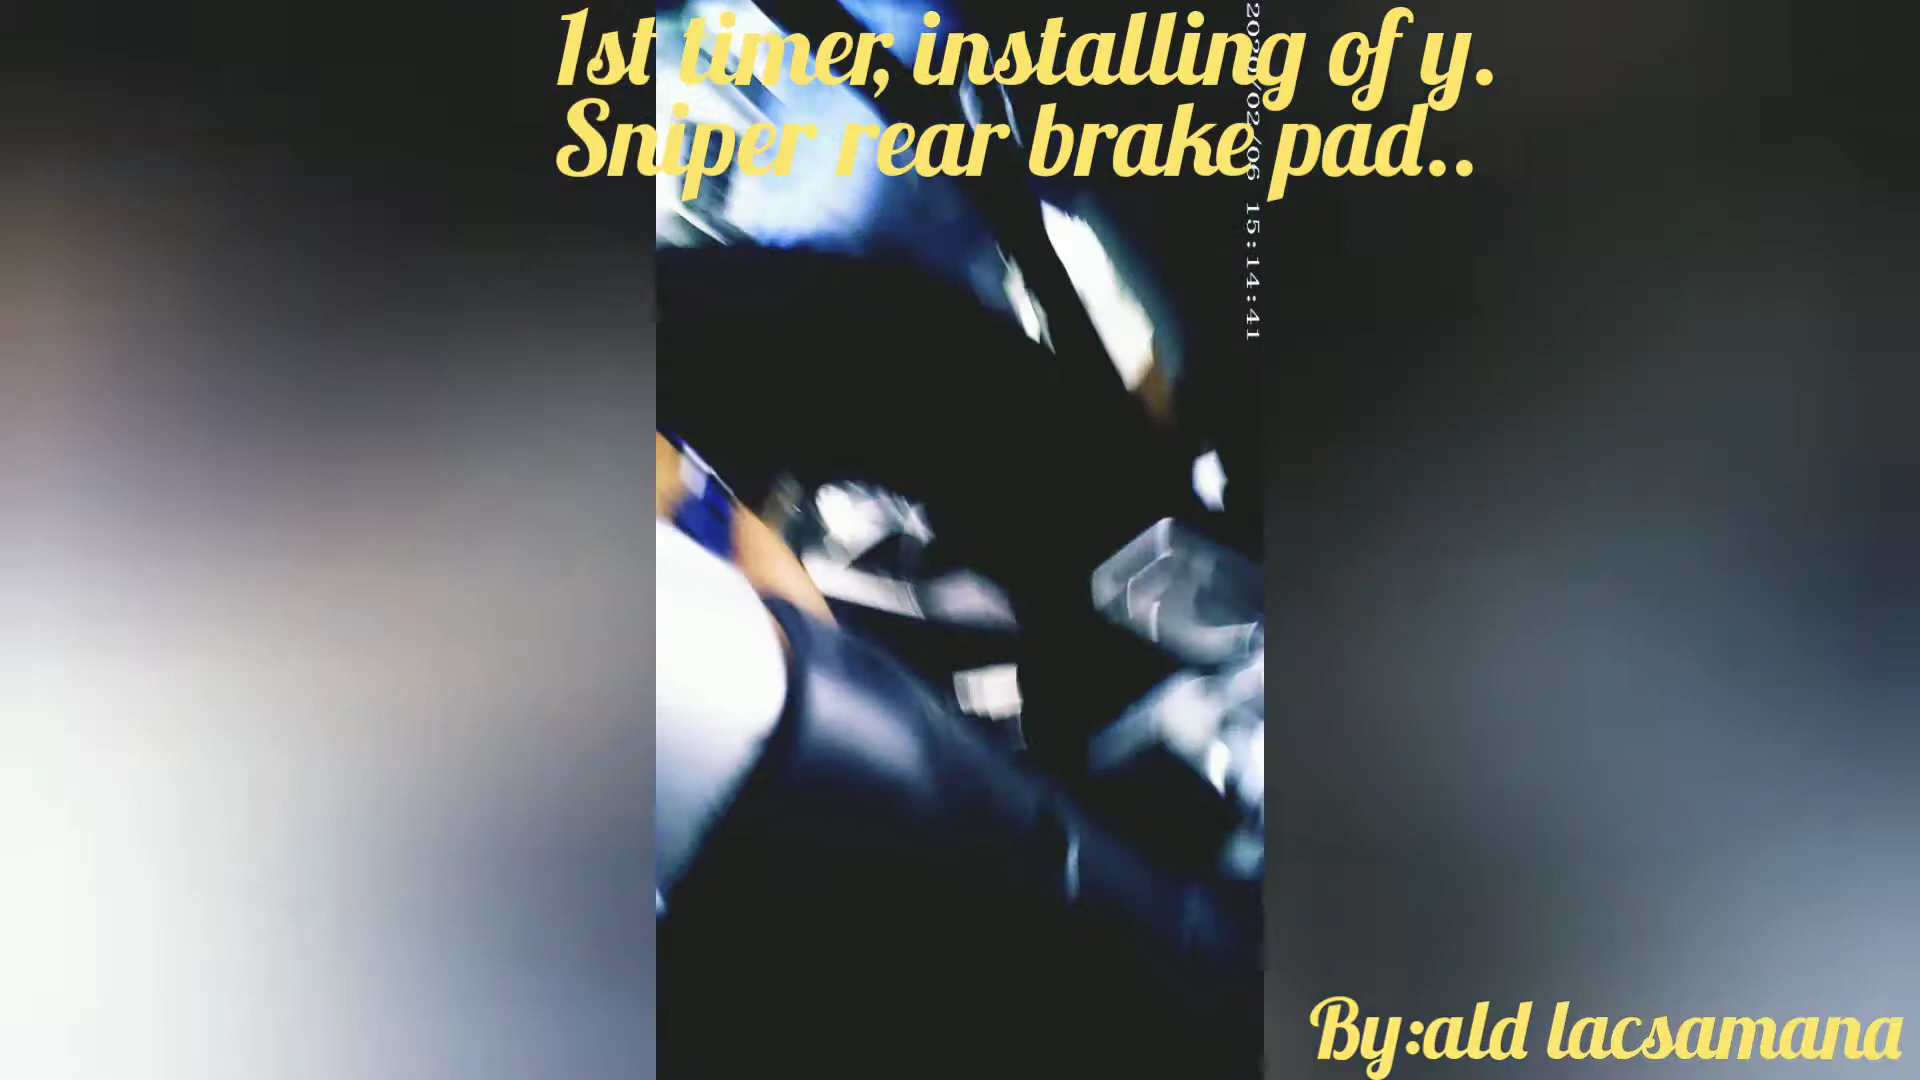 1st timer, installing of y.
Sniper rear brake pad..
15:14:41
By:ald lacsamana